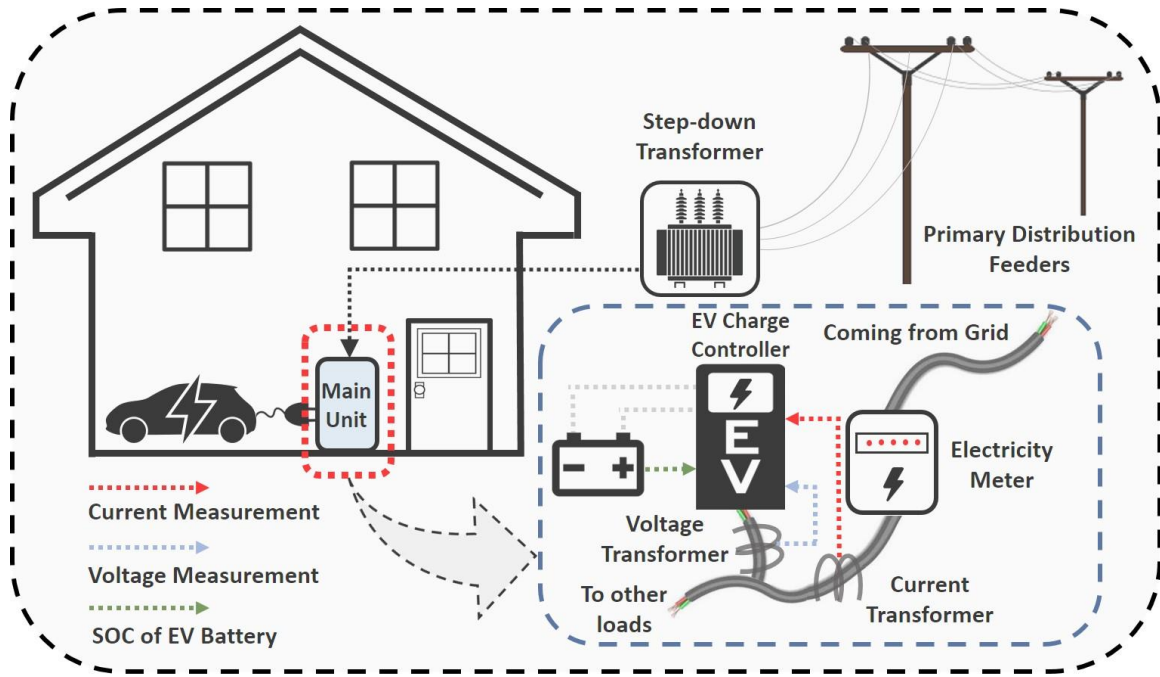 Step-down
Transformer
Primary Distribution
Feeders
Main
Unit
EV Charge
Controller
Coming from Grid
E
V
Electricity
Meter
Current Measurement
Voltage Measurement
SOC of EV Battery
Voltage
Transformer
To other
loads
Current
Transformer